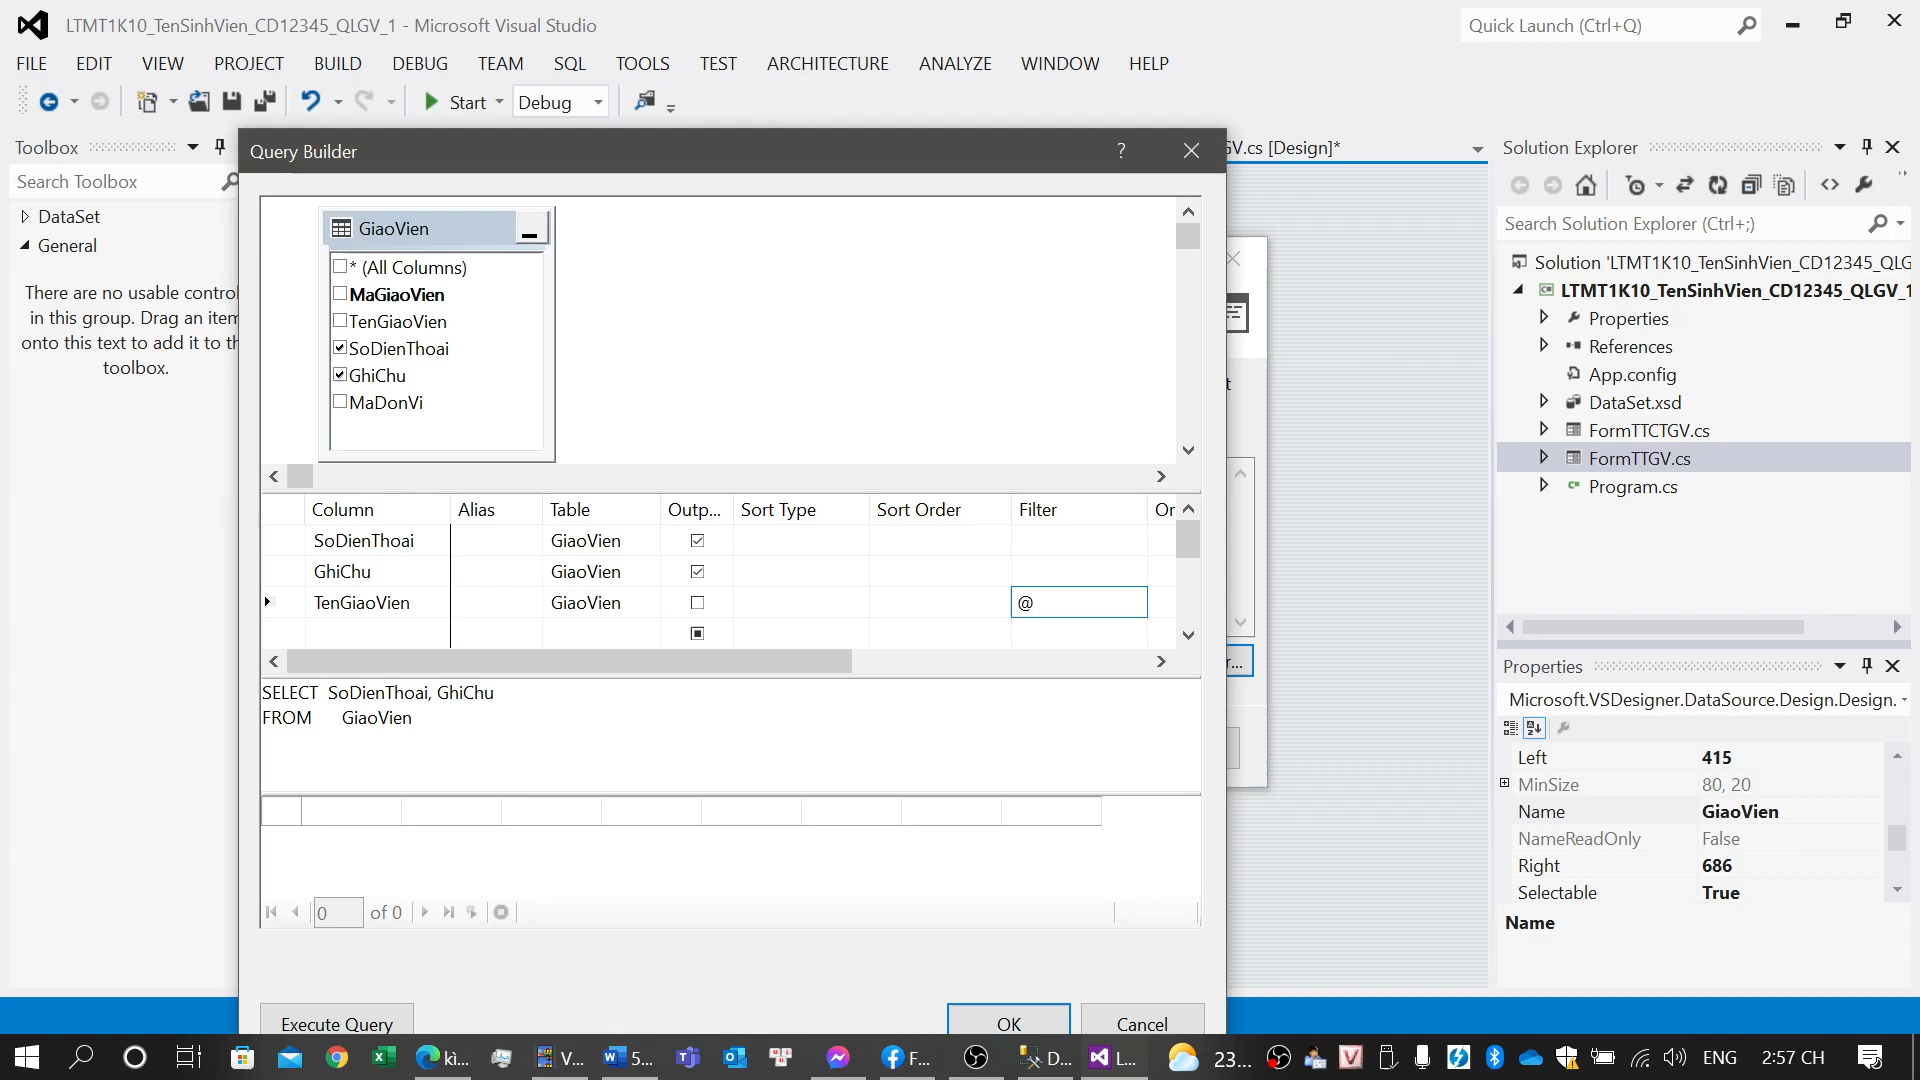 LTMT1K10_TenSinhVien_CD12345_QLGV_1 - Microsoft Visual Studio
Quick Launch (Ctrl+Q)
FILE EDIT VIEW PROJECT BUILD DEBUG TEAM SQL TOOLS TEST ARCHITECTURE ANALYZE WINDOW HELP
Start Debug
Toolbox
Search Toolbox
DataSet
General
There are no usable control
in this group. Drag an item
onto this text to add it to th
toolbox.
Query Builder
?
GiaoVien
* (All Columns)
MaGiaoVien
TenGiaoVien
SoDienThoai
GhiChu
MaDonVi
Column Alias Table Outp... Sort Type Sort Order Filter Or
SoDienThoai GiaoVien
GhiChu GiaoVien
TenGiaoVien GiaoVien @
SELECT SoDienThoai, GhiChu
FROM GiaoVien
0 of 0
Execute Query OK Cancel
GV.cs [Design]*
t
r...
Solution Explorer
Search Solution Explorer (Ctrl+;)
Solution 'LTMT1K10_TenSinhVien_CD12345_QLG
LTMT1K10_TenSinhVien_CD12345_QLGV_1
Properties
References
App.config
DataSet.xsd
FormTTCTGV.cs
FormTTGV.cs
Program.cs
Properties
Microsoft.VSDesigner.DataSource.Design.Design.
Left 415
MinSize 80, 20
Name GiaoVien
NameReadOnly False
Right 686
Selectable True
Name
kì... V... 5... F... D... L... 23... ENG 2:57 CH